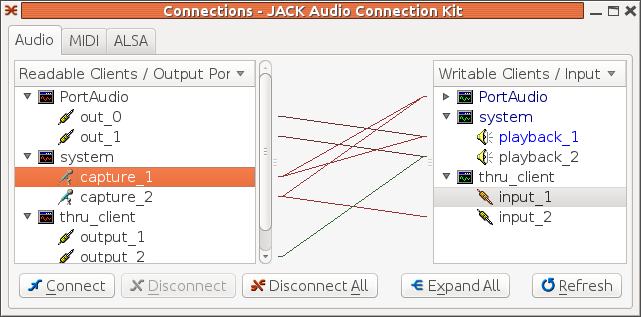 Connections - JACK Audio Connection Kit
Audio MIDI ALSA
Readable Clients / Output Por Writable Clients / Input
PortAudio PortAudio
out_0 system
out_1 playback_1
system playback_2
capture_1 thru_client
capture_2 input_1
thru_client input_2
output_1
output_2
Connect Disconnect Disconnect All Expand All Refresh